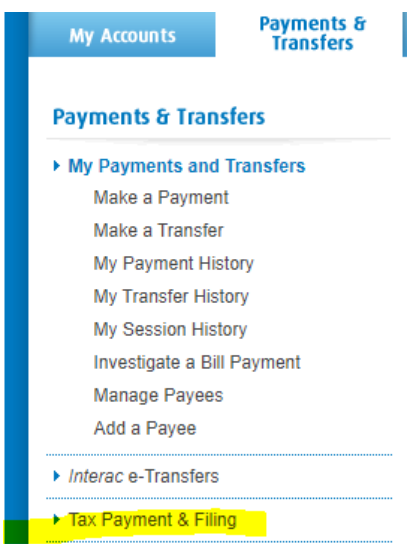 My Accounts
Payments &
Transfers
Payments & Transfers
My Payments and Transfers
Make a Payment
Make a Transfer
My Payment History
My Transfer History
My Session History
Investigate a Bill Payment
Manage Payees
Add a Payee
Interac e-Transfers
Tax Payment & Filing